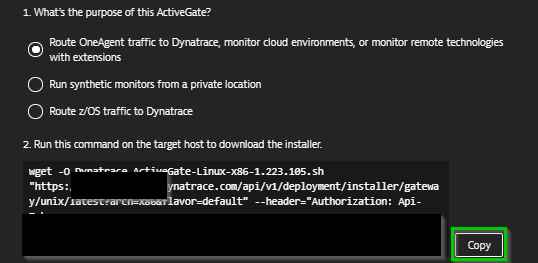 1. What's the purpose of this ActiveGate?
Route OneAgent traffic to Dynatrace, monitor cloud environments, or monitor remote technologies
with extensions
Run synthetic monitors from a private location
Route z/OS traffic to Dynatrace
2. Run this command on the target host to download the installer.
wget -O Dynatrace-ActiveGate-Linux-x86-1.223.105.sh
"https: ynatrace.com/api/v1/deployment/installer/gatewa
y/unix/latest?arch=x86&flavor=default" --header="Authorization: Api-
Copy